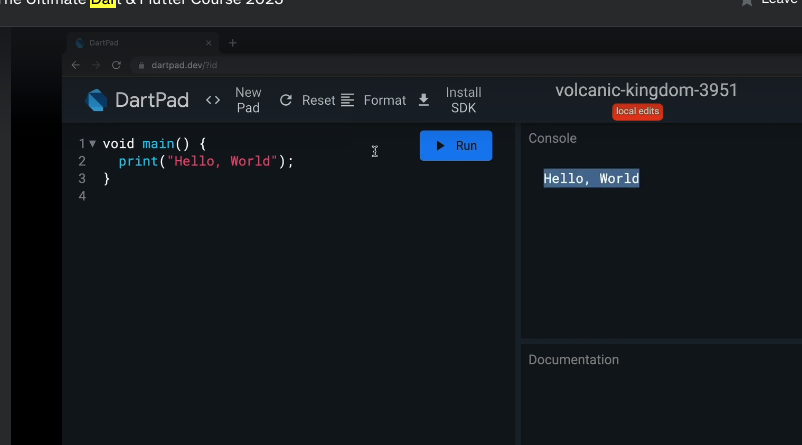 The Ultimate Dart & Flutter Course 2023
Leave
DartPad
dartpad.dev/?id
DartPad
<>
New
Pad
Reset
Format
Install
SDK
volcanic-kingdom-3951
local edits
1 void main() {
2 print("Hello, World");
3 }
4
Run
Console
Hello, World
Documentation